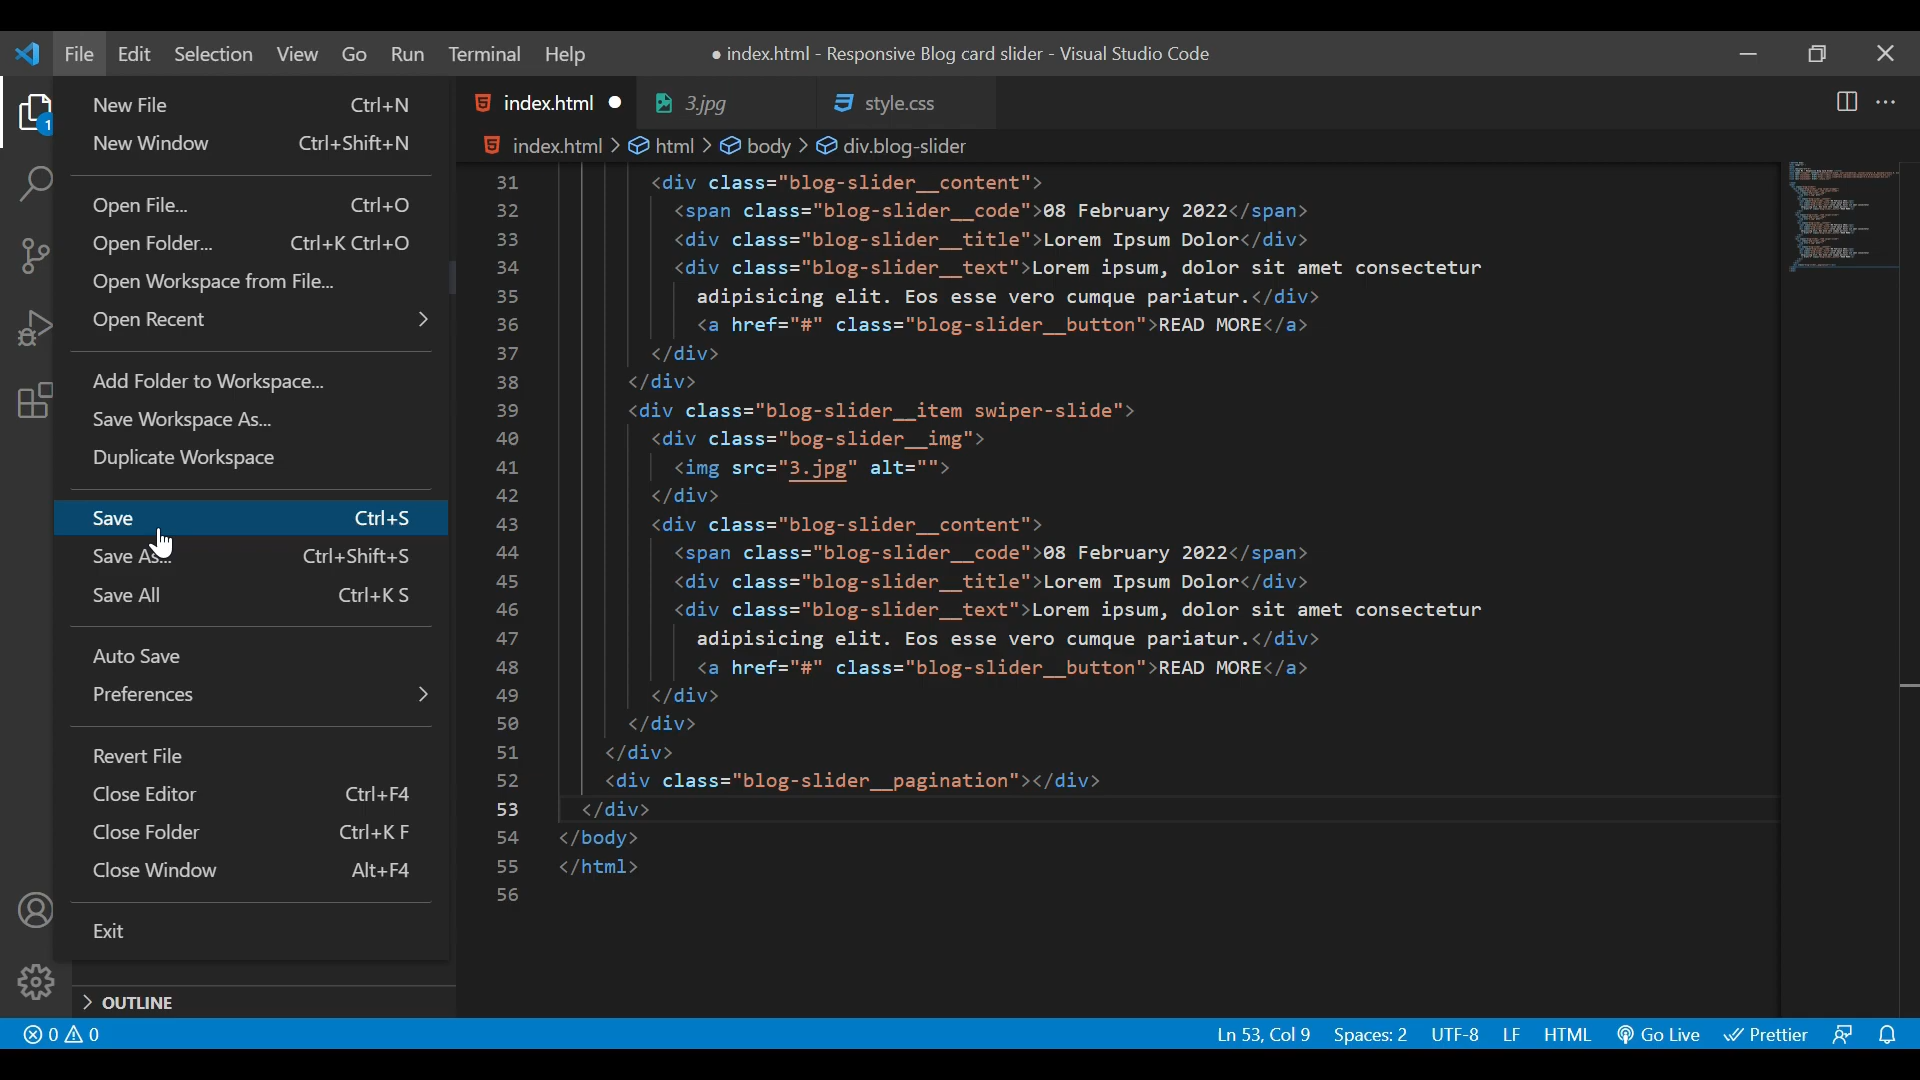 File Edit Selection View Go Run Terminal Help
● index.html - Responsive Blog card slider - Visual Studio Code
1
New File Ctrl+N
New Window Ctrl+Shift+N
Open File... Ctrl+O
Open Folder... Ctrl+K Ctrl+O
Open Workspace from File...
Open Recent
Add Folder to Workspace...
Save Workspace As...
Duplicate Workspace
Save Ctrl+S
Save As... Ctrl+Shift+S
Save All Ctrl+K S
Auto Save
Preferences
Revert File
Close Editor Ctrl+F4
Close Folder Ctrl+K F
Close Window Alt+F4
Exit
OUTLINE
index.html ● 3.jpg style.css
index.html > html > body > div.blog-slider
31 <div class="blog-slider__content">
32 <span class="blog-slider__code">08 February 2022</span>
33 <div class="blog-slider__title">Lorem Ipsum Dolor</div>
34 <div class="blog-slider__text">Lorem ipsum, dolor sit amet consectetur
35 adipisicing elit. Eos esse vero cumque pariatur.</div>
36 <a href="#" class="blog-slider__button">READ MORE</a>
37 </div>
38 </div>
39 <div class="blog-slider__item swiper-slide">
40 <div class="bog-slider__img">
41 <img src="3.jpg" alt="">
42 </div>
43 <div class="blog-slider__content">
44 <span class="blog-slider__code">08 February 2022</span>
45 <div class="blog-slider__title">Lorem Ipsum Dolor</div>
46 <div class="blog-slider__text">Lorem ipsum, dolor sit amet consectetur
47 adipisicing elit. Eos esse vero cumque pariatur.</div>
48 <a href="#" class="blog-slider__button">READ MORE</a>
49 </div>
50 </div>
51 </div>
52 <div class="blog-slider__pagination"></div>
53 </div>
54 </body>
55 </html>
56
0 0 Ln 53, Col 9 Spaces: 2 UTF-8 LF HTML Go Live Prettier